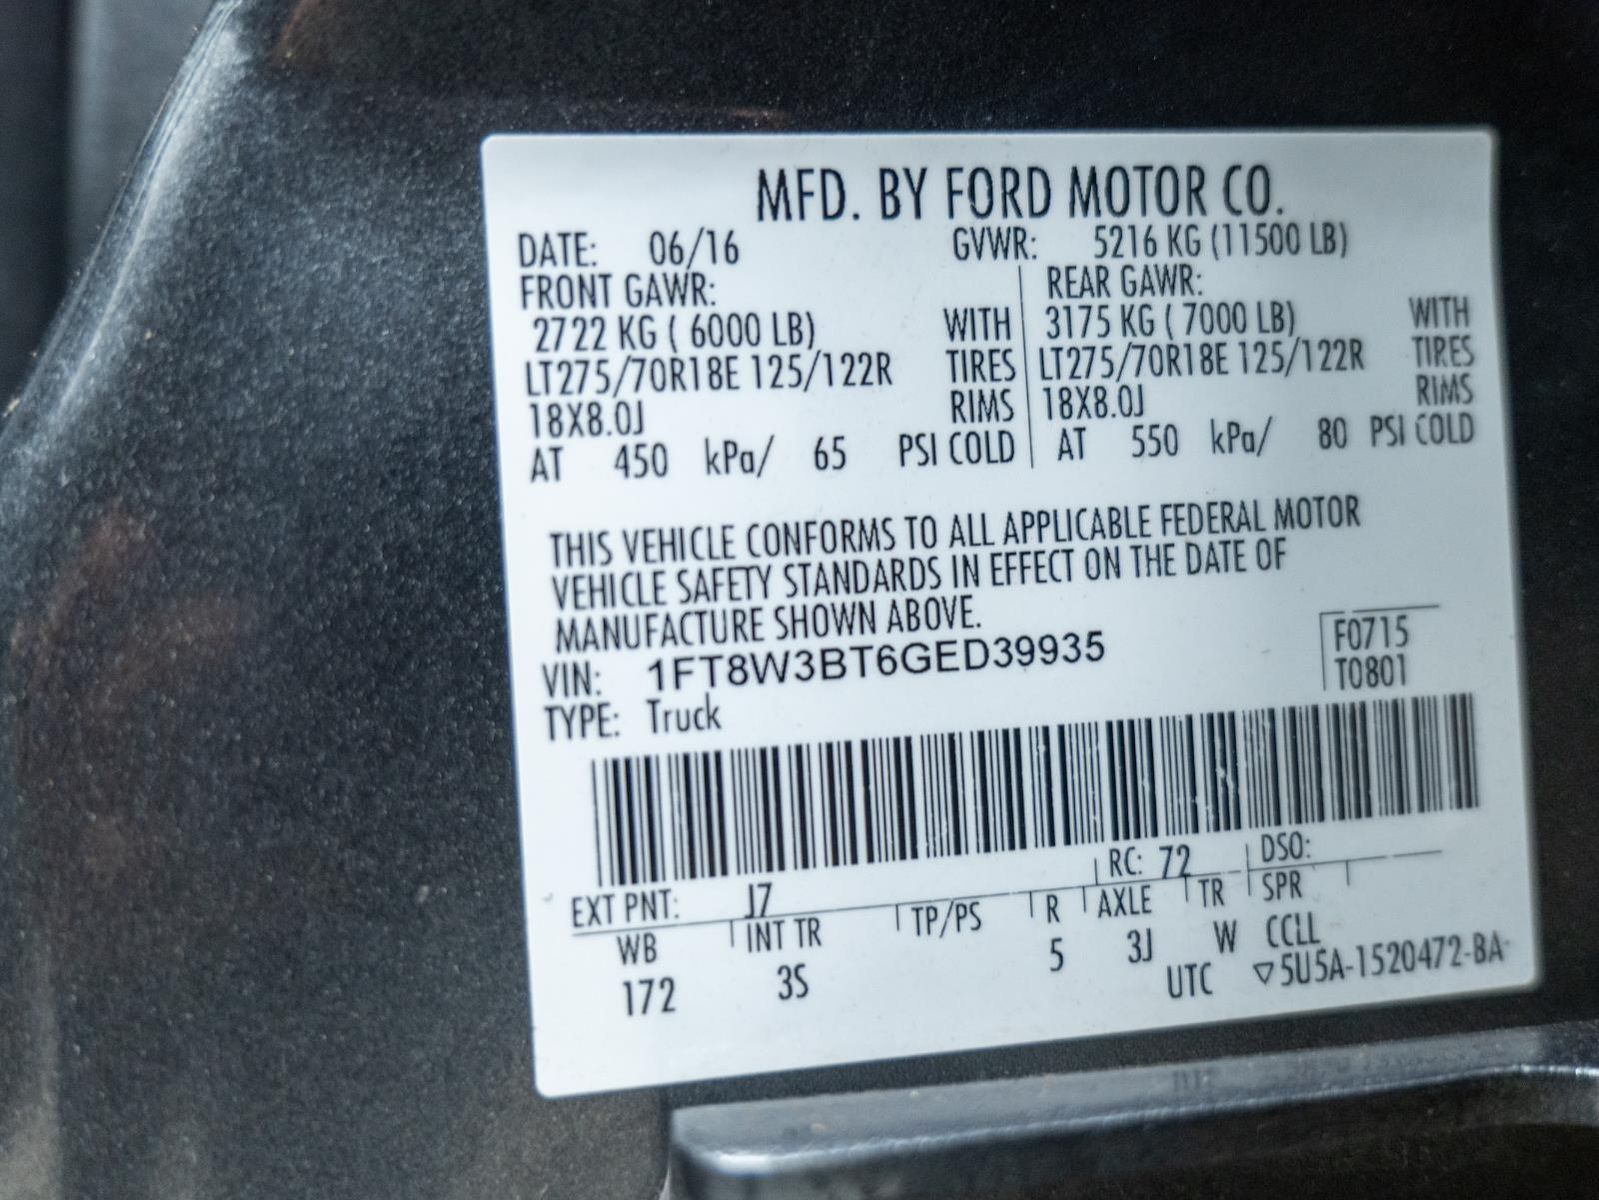 MFD. BY FORD MOTOR CO.
DATE: 06/16 GVWR: 5216 KG (11500 LB)
FRONT GAWR: REAR GAWR:
2722 KG ( 6000 LB) WITH 3175 KG ( 7000 LB) WITH
LT275/70R18E 125/122R TIRES LT275/70R18E 125/122R TIRES
18X8.0J RIMS 18X8.0J RIMS
AT 450 kPa/ 65 PSI COLD AT 550 kPa/ 80 PSI COLD
THIS VEHICLE CONFORMS TO ALL APPLICABLE FEDERAL MOTOR
VEHICLE SAFETY STANDARDS IN EFFECT ON THE DATE OF
MANUFACTURE SHOWN ABOVE.
VIN: 1FT8W3BT6GED39935 F0715
TYPE: Truck T0801
EXT PNT: J7 RC: 72 DSO:
WB INT TR TP/PS R AXLE TR SPR
172 3S 5 3J W CCLL
UTC ▽5U5A-1520472-BA